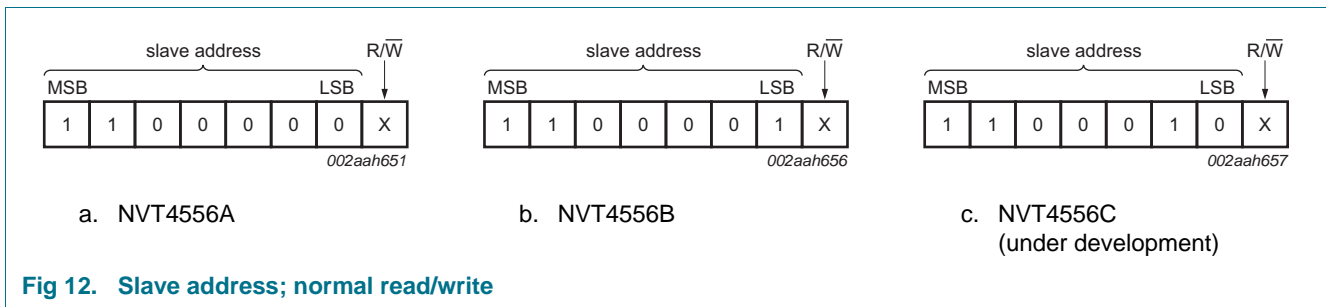 slave address R/W
MSB LSB
1 1 0 0 0 0 0 X
002aah651
a. NVT4556A
slave address R/W
MSB LSB
1 1 0 0 0 0 1 X
002aah656
b. NVT4556B
slave address R/W
MSB LSB
1 1 0 0 0 1 0 X
002aah657
c. NVT4556C
(under development)
Fig 12. Slave address; normal read/write